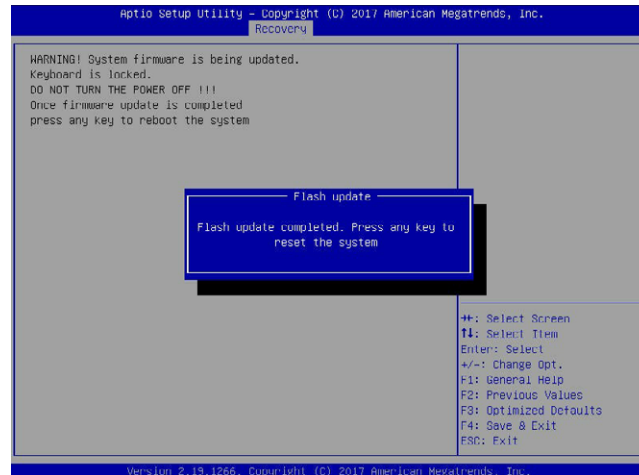 Aptio Setup Utility – Copyright (C) 2017 American Megatrends, Inc.
Recovery
WARNING! System firmware is being updated.
Keyboard is locked.
DO NOT TURN THE POWER OFF !!!
Once firmware update is completed
press any key to reboot the system
Flash update
Flash update completed. Press any key to
reset the system
→←: Select Screen
↑↓: Select Item
Enter: Select
+/-: Change Opt.
F1: General Help
F2: Previous Values
F3: Optimized Defaults
F4: Save & Exit
ESC: Exit
Version 2.19.1266. Copyright (C) 2017 American Megatrends, Inc.